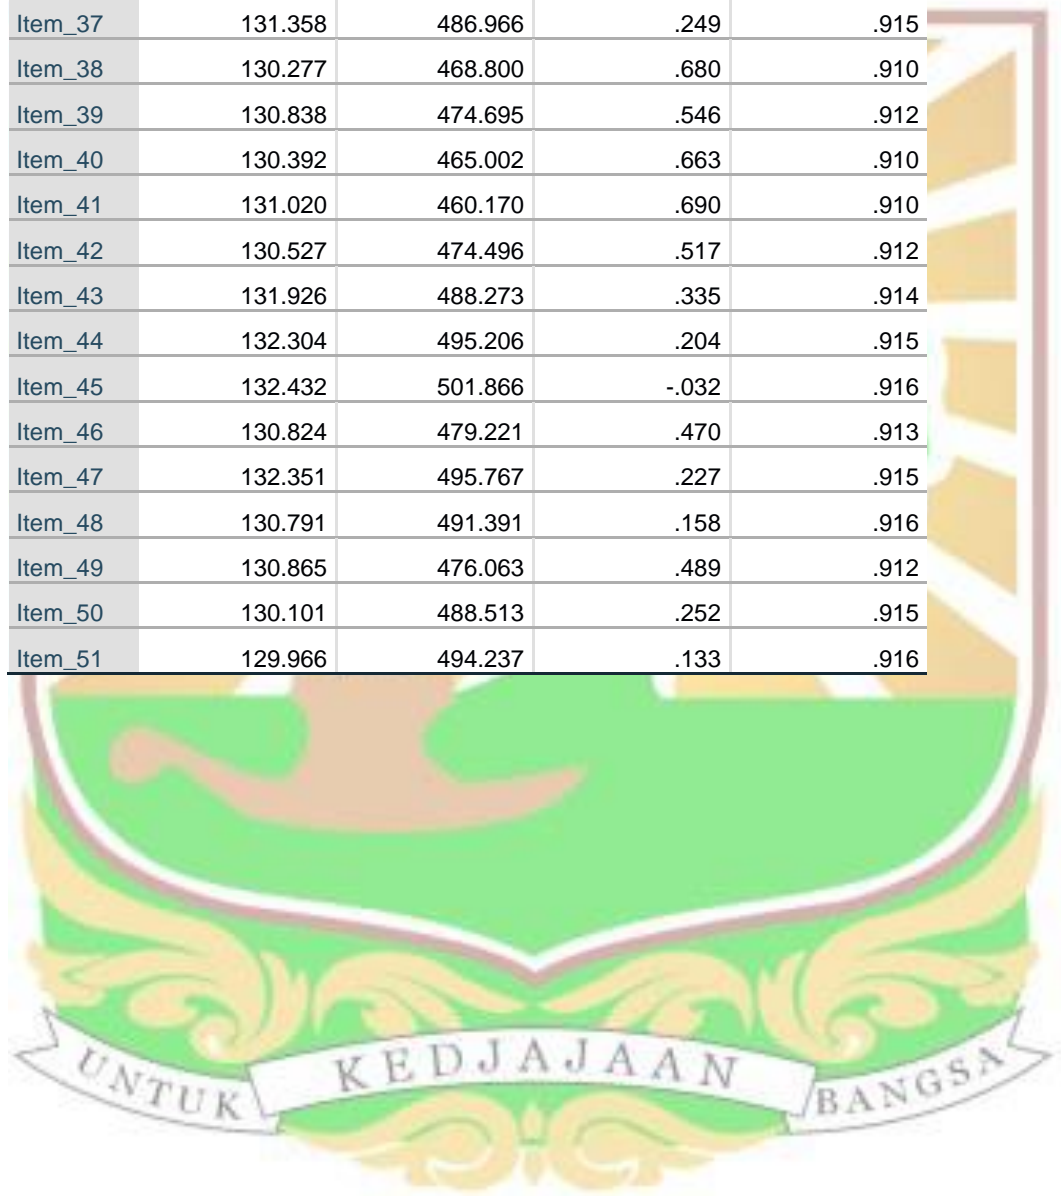 Item_37 131.358 486.966 .249 .915
Item_38 130.277 468.800 .680 .910
Item_39 130.838 474.695 .546 .912
Item_40 130.392 465.002 .663 .910
Item_41 131.020 460.170 .690 .910
Item_42 130.527 474.496 .517 .912
Item_43 131.926 488.273 .335 .914
Item_44 132.304 495.206 .204 .915
Item_45 132.432 501.866 -.032 .916
Item_46 130.824 479.221 .470 .913
Item_47 132.351 495.767 .227 .915
Item_48 130.791 491.391 .158 .916
Item_49 130.865 476.063 .489 .912
Item_50 130.101 488.513 .252 .915
Item_51 129.966 494.237 .133 .916
UNTUK KEDJAJAAN BANGSA